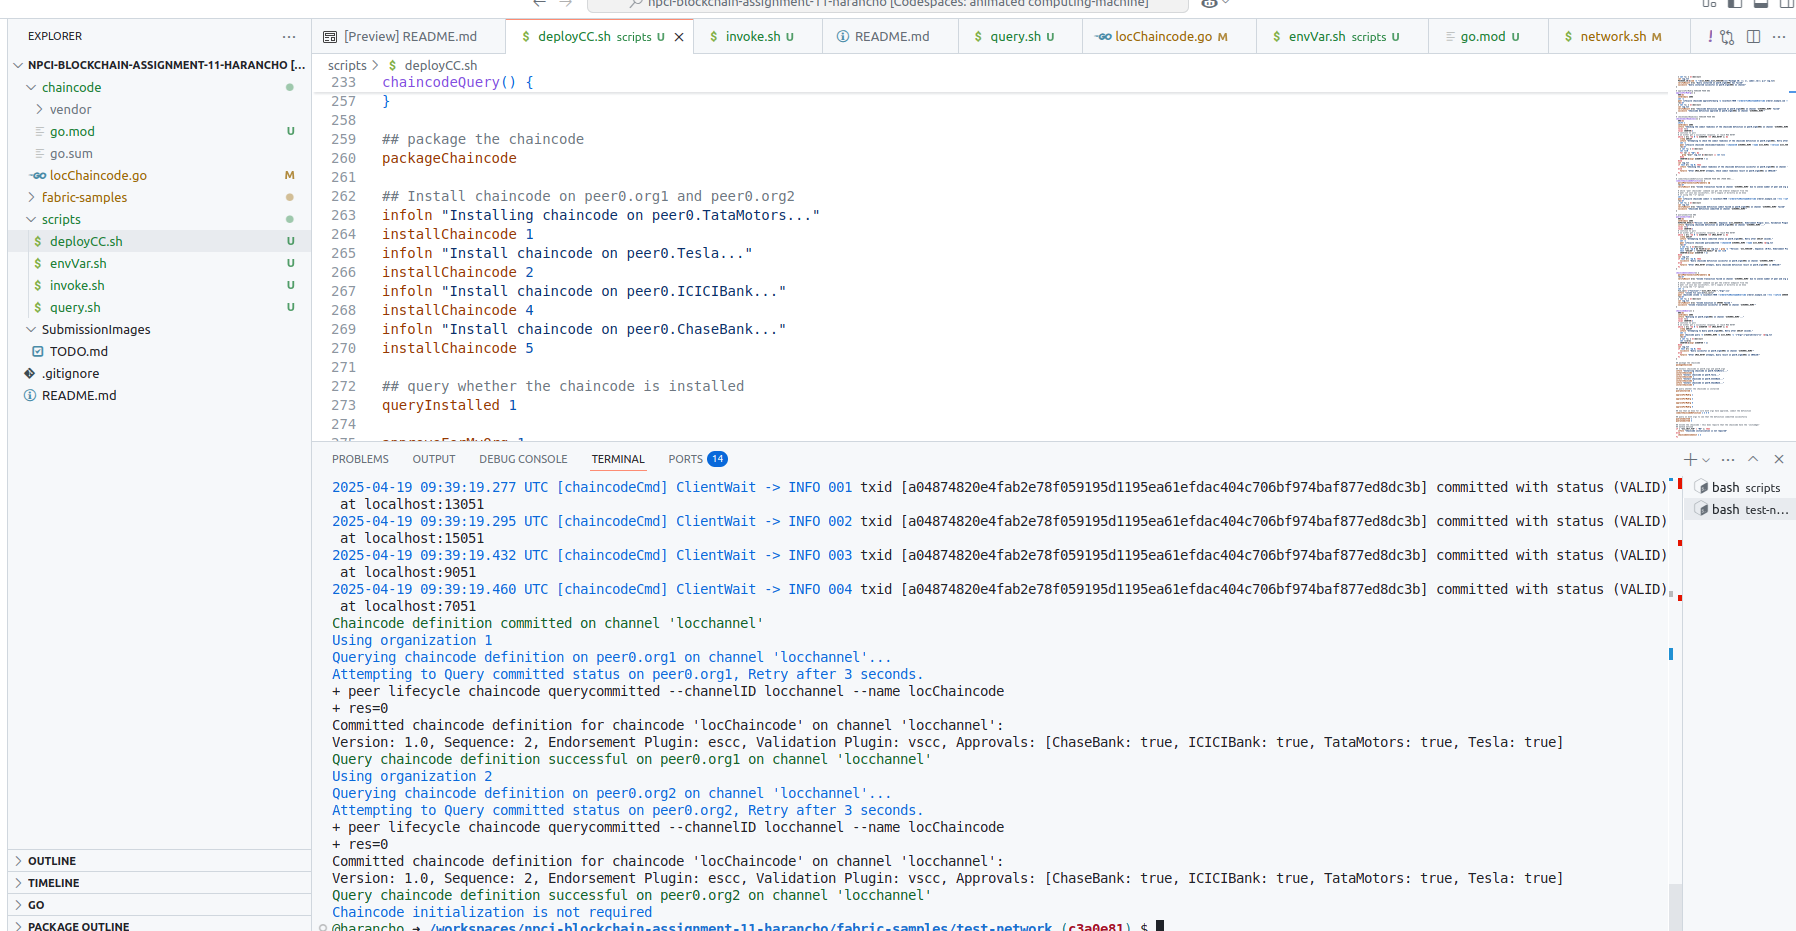 npci-blockchain-assignment-11-harancho [Codespaces: animated computing-machine]
EXPLORER
[Preview] README.md
deployCC.sh scripts U
invoke.sh U
README.md
query.sh U
locChaincode.go M
envVar.sh scripts U
go.mod U
network.sh M
NPCI-BLOCKCHAIN-ASSIGNMENT-11-HARANCHO [...
chaincode
vendor
go.mod U
go.sum
locChaincode.go M
fabric-samples
scripts
deployCC.sh U
envVar.sh U
invoke.sh U
query.sh U
SubmissionImages
TODO.md
.gitignore
README.md
OUTLINE
TIMELINE
GO
PACKAGE OUTLINE
scripts > deployCC.sh
233 chaincodeQuery() {
257 }
258
259 ## package the chaincode
260 packageChaincode
261
262 ## Install chaincode on peer0.org1 and peer0.org2
263 infoln "Installing chaincode on peer0.TataMotors..."
264 installChaincode 1
265 infoln "Install chaincode on peer0.Tesla..."
266 installChaincode 2
267 infoln "Install chaincode on peer0.ICICIBank..."
268 installChaincode 4
269 infoln "Install chaincode on peer0.ChaseBank..."
270 installChaincode 5
271
272 ## query whether the chaincode is installed
273 queryInstalled 1
274
275 approveForMyOrg 1
PROBLEMS OUTPUT DEBUG CONSOLE TERMINAL PORTS 14
2025-04-19 09:39:19.277 UTC [chaincodeCmd] ClientWait -> INFO 001 txid [a04874820e4fab2e78f059195d1195ea61efdac404c706bf974baf877ed8dc3b] committed with status (VALID)
at localhost:13051
2025-04-19 09:39:19.295 UTC [chaincodeCmd] ClientWait -> INFO 002 txid [a04874820e4fab2e78f059195d1195ea61efdac404c706bf974baf877ed8dc3b] committed with status (VALID)
at localhost:15051
2025-04-19 09:39:19.432 UTC [chaincodeCmd] ClientWait -> INFO 003 txid [a04874820e4fab2e78f059195d1195ea61efdac404c706bf974baf877ed8dc3b] committed with status (VALID)
at localhost:9051
2025-04-19 09:39:19.460 UTC [chaincodeCmd] ClientWait -> INFO 004 txid [a04874820e4fab2e78f059195d1195ea61efdac404c706bf974baf877ed8dc3b] committed with status (VALID)
at localhost:7051
Chaincode definition committed on channel 'locchannel'
Using organization 1
Querying chaincode definition on peer0.org1 on channel 'locchannel'...
Attempting to Query committed status on peer0.org1, Retry after 3 seconds.
+ peer lifecycle chaincode querycommitted --channelID locchannel --name locChaincode
+ res=0
Committed chaincode definition for chaincode 'locChaincode' on channel 'locchannel':
Version: 1.0, Sequence: 2, Endorsement Plugin: escc, Validation Plugin: vscc, Approvals: [ChaseBank: true, ICICIBank: true, TataMotors: true, Tesla: true]
Query chaincode definition successful on peer0.org1 on channel 'locchannel'
Using organization 2
Querying chaincode definition on peer0.org2 on channel 'locchannel'...
Attempting to Query committed status on peer0.org2, Retry after 3 seconds.
+ peer lifecycle chaincode querycommitted --channelID locchannel --name locChaincode
+ res=0
Committed chaincode definition for chaincode 'locChaincode' on channel 'locchannel':
Version: 1.0, Sequence: 2, Endorsement Plugin: escc, Validation Plugin: vscc, Approvals: [ChaseBank: true, ICICIBank: true, TataMotors: true, Tesla: true]
Query chaincode definition successful on peer0.org2 on channel 'locchannel'
Chaincode initialization is not required
@harancho → /workspaces/npci-blockchain-assignment-11-harancho/fabric-samples/test-network (c3a0e81) $
bash scripts
bash test-n...